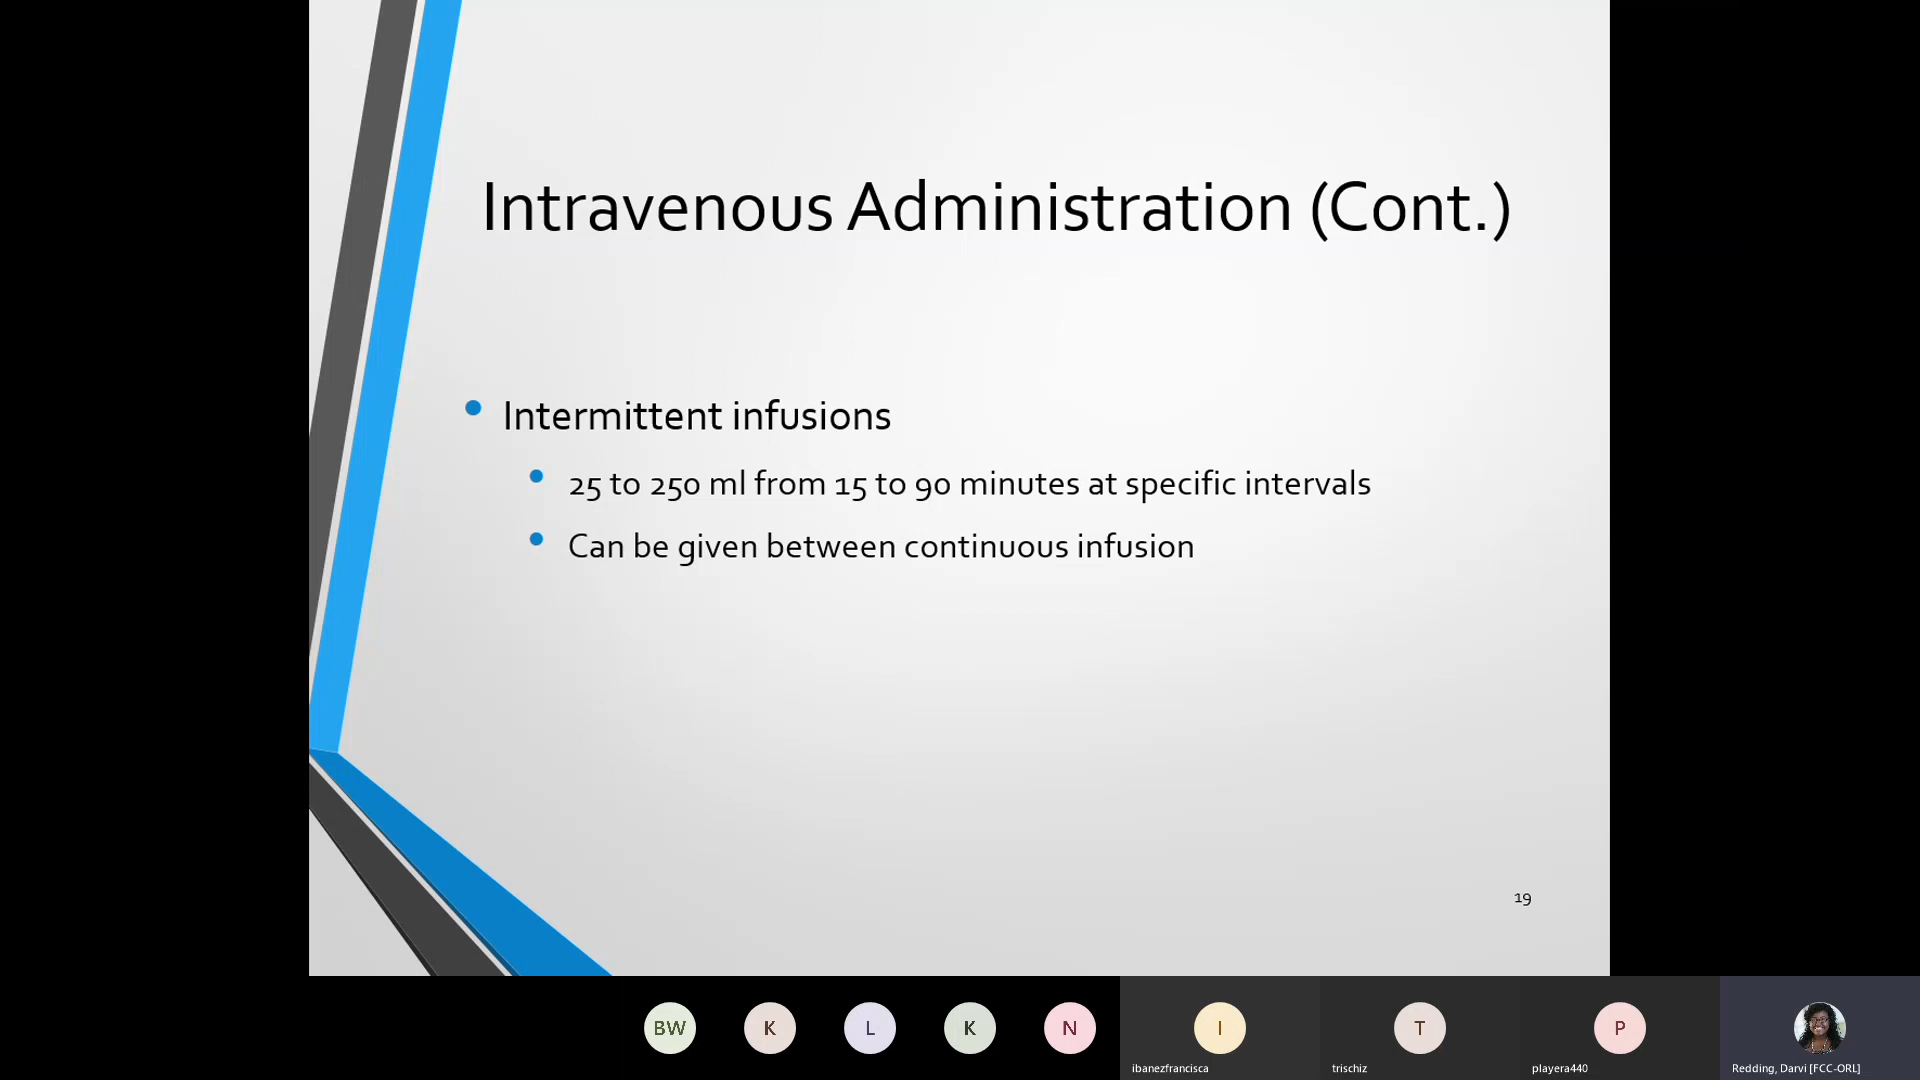 Intravenous Administration (Cont.)
Intermittent infusions
25 to 250 ml from 15 to 90 minutes at specific intervals
Can be given between continuous infusion
19
BW
K
L
K
N
I
T
P
ibanezfrancisca
trischiz
playera440
Redding, Darvi [FCC-ORL]